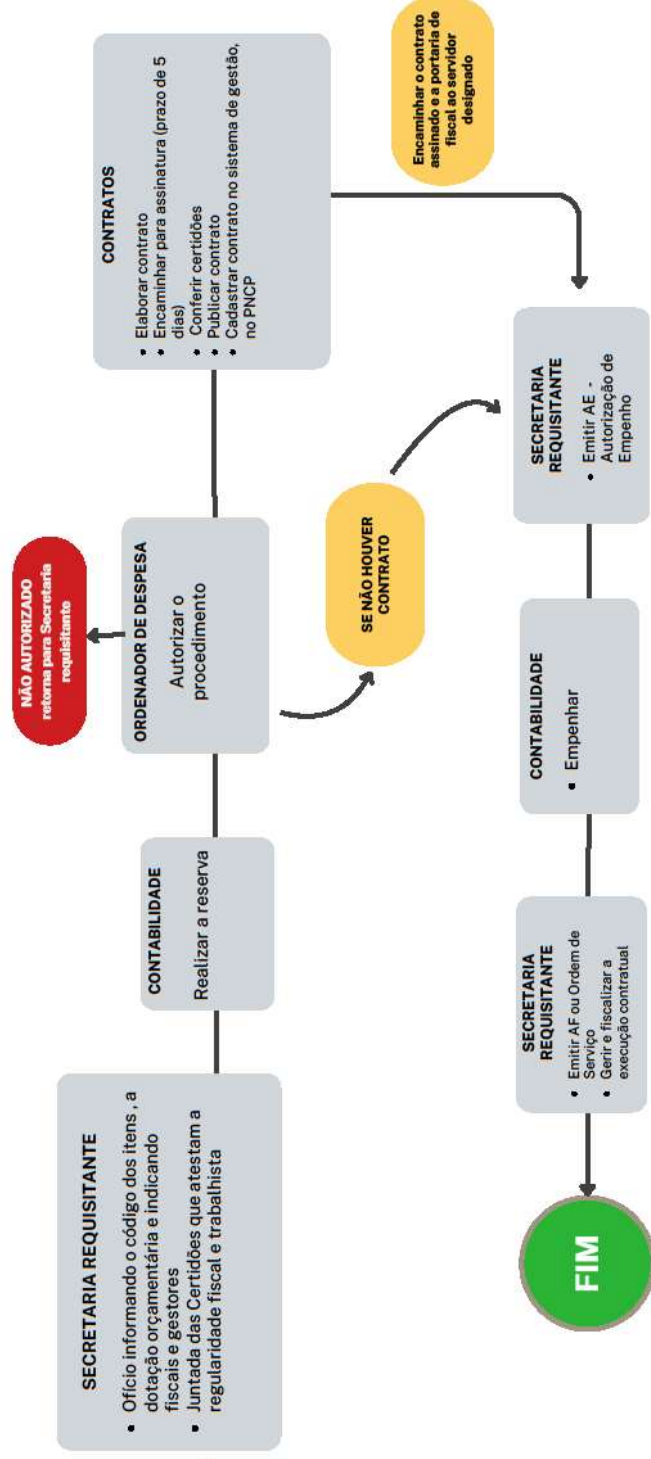 SECRETARIA REQUISITANTE
• Ofício informando o código dos itens , a
dotação orçamentária e indicando
fiscais e gestores
• Juntada das Certidões que atestam a
regularidade fiscal e trabalhista
CONTABILIDADE
Realizar a reserva
NÃO AUTORIZADO
retorna para Secretaria
requisitante
ORDENADOR DE DESPESA
Autorizar o
procedimento
SE NÃO HOUVER
CONTRATO
CONTRATOS
• Elaborar contrato
• Encaminhar para assinatura (prazo de 5
dias)
• Conferir certidões
• Publicar contrato
• Cadastrar contrato no sistema de gestão,
no PNCP
Encaminhar o contrato
assinado e a portaria de
fiscal ao servidor
designado
SECRETARIA
REQUISITANTE
• Emitir AE -
Autorização de
Empenho
CONTABILIDADE
• Empenhar
SECRETARIA
REQUISITANTE
• Emitir AF ou Ordem de
Serviço
• Gerir e fiscalizar a
execução contratual
FIM